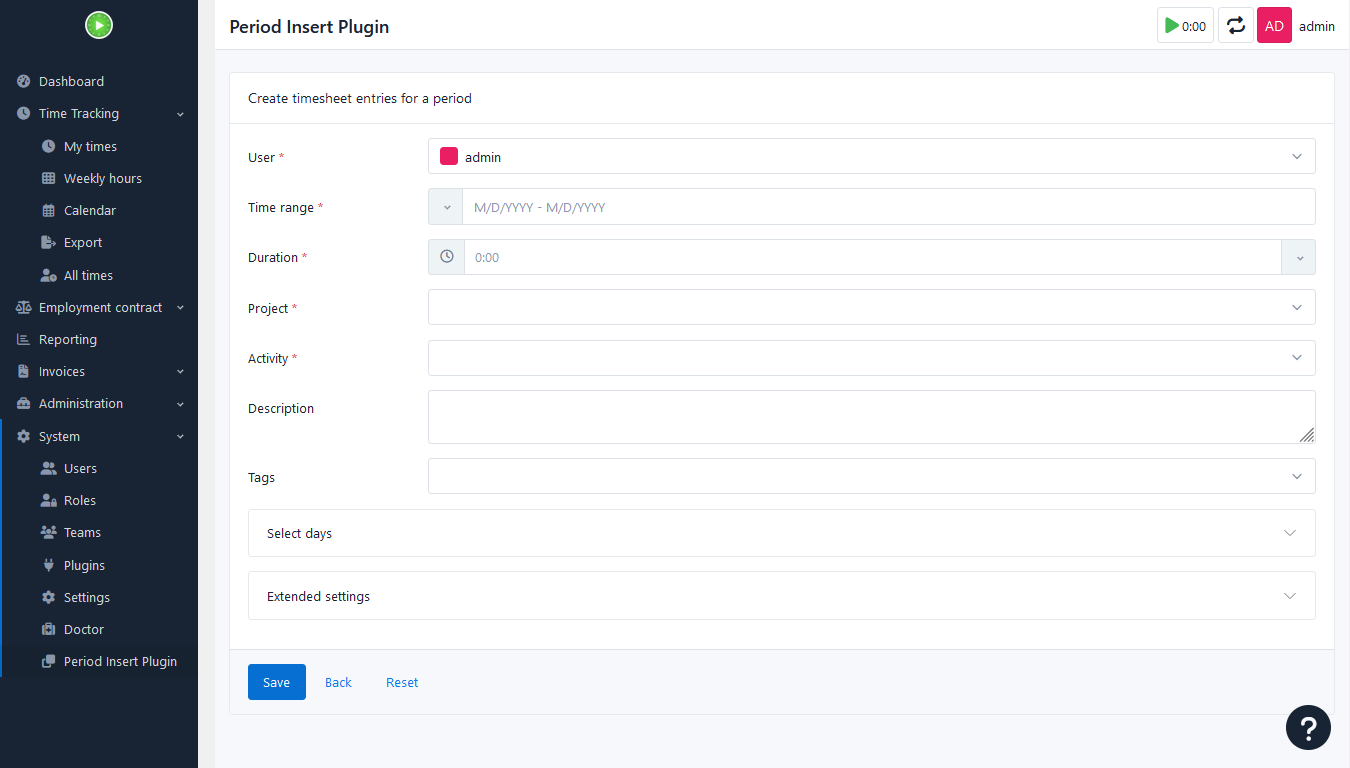 Period Insert Plugin
0:00
AD
admin
Dashboard
Time Tracking
My times
Weekly hours
Calendar
Export
All times
Employment contract
Reporting
Invoices
Administration
System
Users
Roles
Teams
Plugins
Settings
Doctor
Period Insert Plugin
Create timesheet entries for a period
User *
admin
Time range *
M/D/YYYY - M/D/YYYY
Duration *
0:00
Project *
Activity *
Description
Tags
Select days
Extended settings
Save
Back
Reset
?